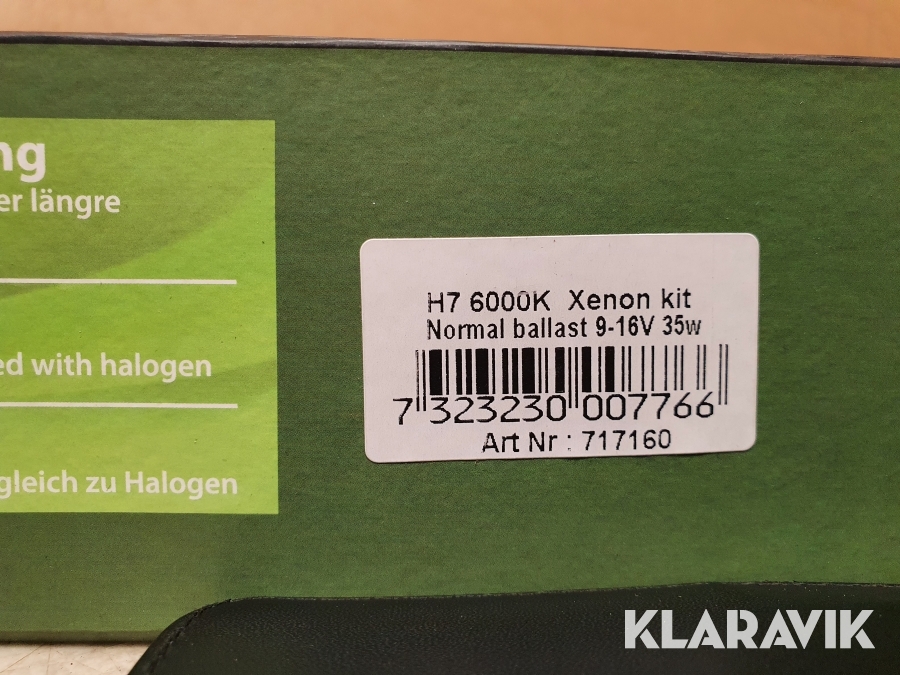 ng
er längre
ed with halogen
gleich zu Halogen
H7 6000K Xenon kit
Normal ballast 9-16V 35w
7 323230 007766
Art Nr : 717160
KLARAVIK